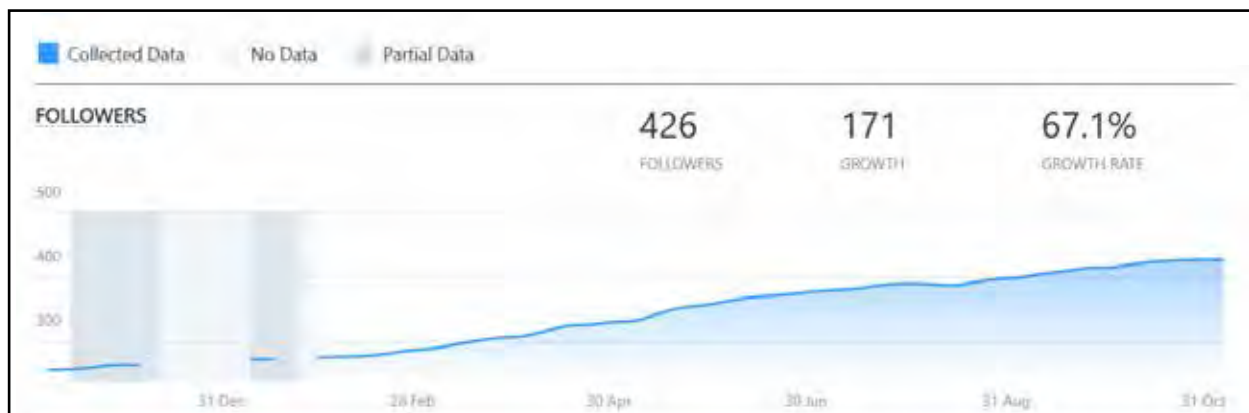 Collected Data No Data Partial Data
FOLLOWERS
426 171 67.1%
FOLLOWERS GROWTH GROWTH RATE
500
400
300
31 Dec 28 Feb 30 Apr 30 Jun 31 Aug 31 Oct